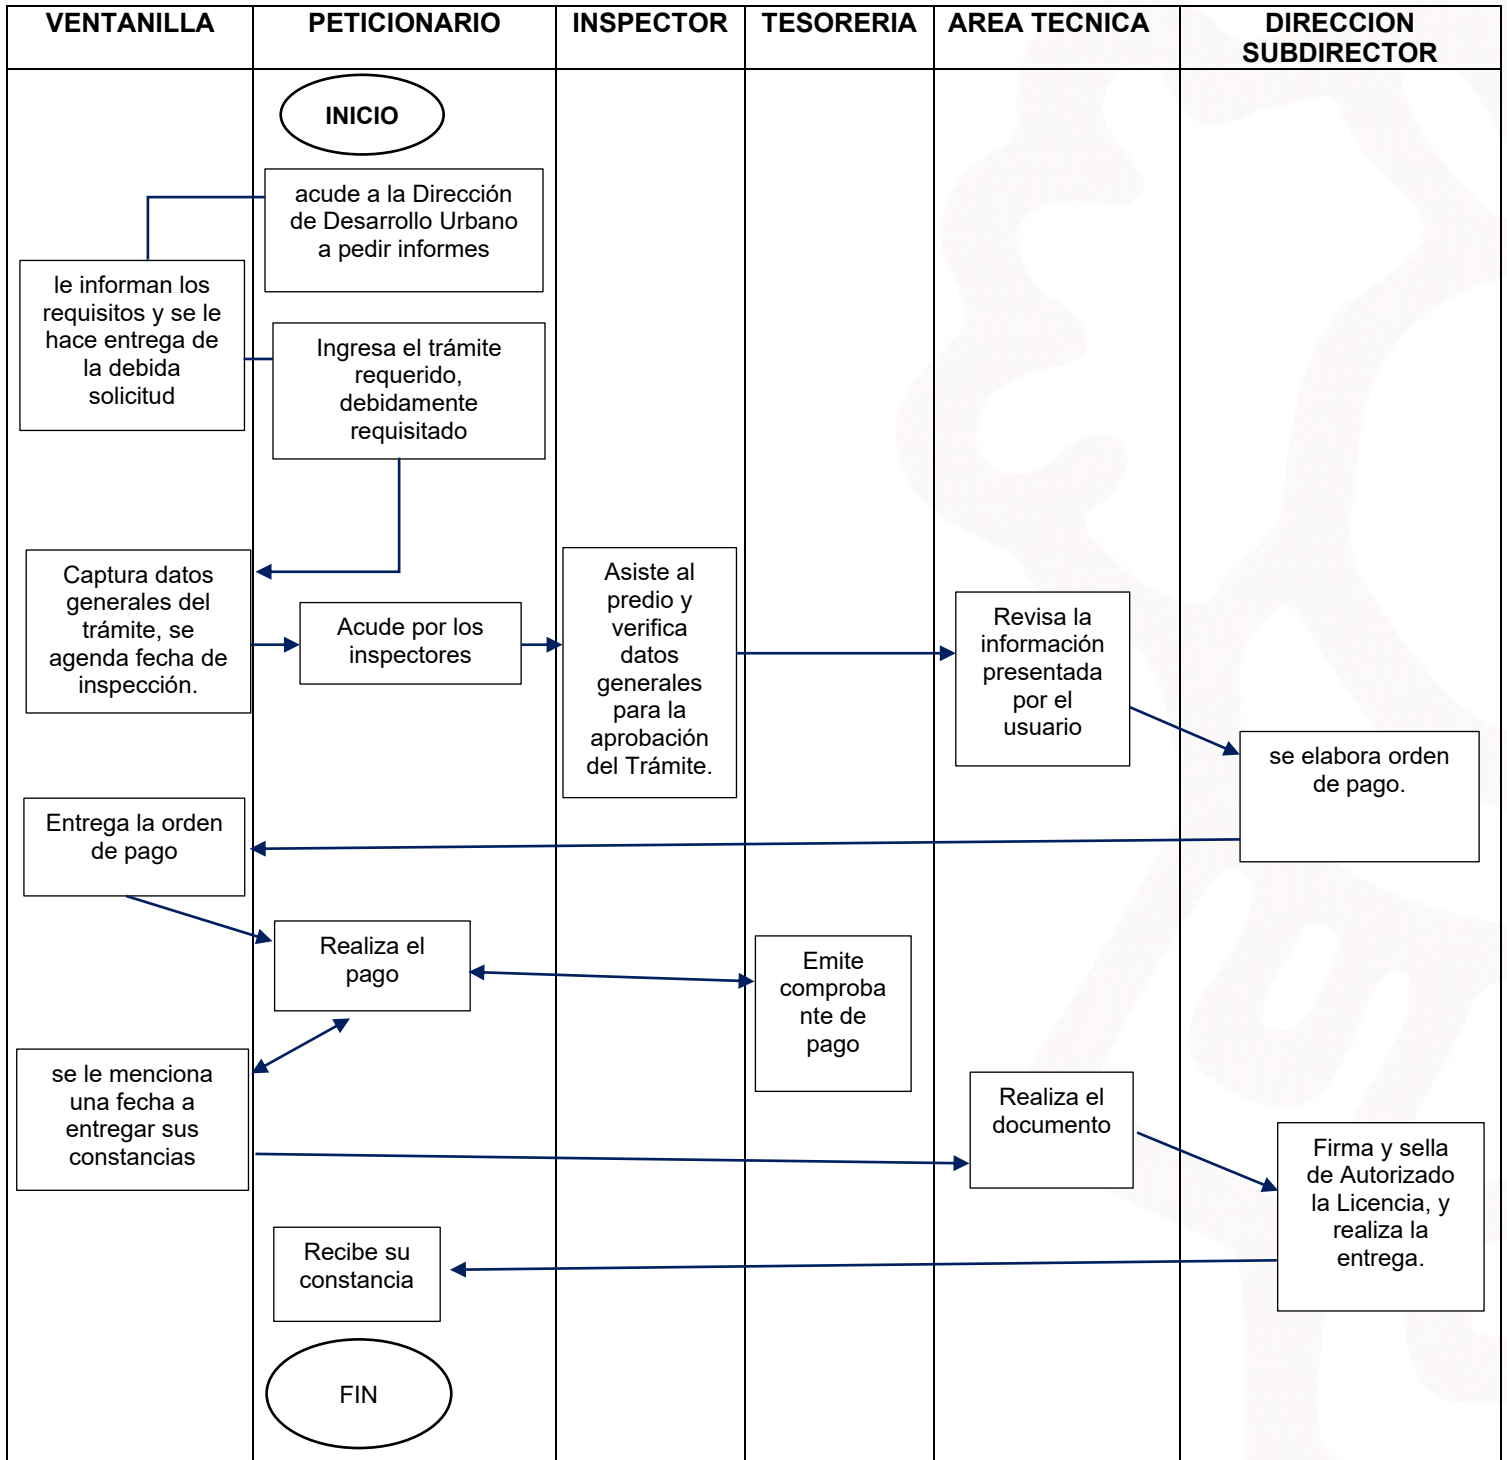 VENTANILLA
PETICIONARIO
INSPECTOR
TESORERIA
AREA TECNICA
DIRECCION
SUBDIRECTOR
INICIO
acude a la Dirección
de Desarrollo Urbano
a pedir informes
le informan los
requisitos y se le
hace entrega de
la debida
solicitud
Ingresa el trámite
requerido,
debidamente
requisitado
Captura datos
generales del
trámite, se
agenda fecha de
inspección.
Acude por los
inspectores
Asiste al
predio y
verifica
datos
generales
para la
aprobación
del Trámite.
Revisa la
información
presentada
por el
usuario
se elabora orden
de pago.
Entrega la orden
de pago
Realiza el
pago
Emite
comproba
nte de
pago
se le menciona
una fecha a
entregar sus
constancias
Realiza el
documento
Firma y sella
de Autorizado
la Licencia, y
realiza la
entrega.
Recibe su
constancia
FIN